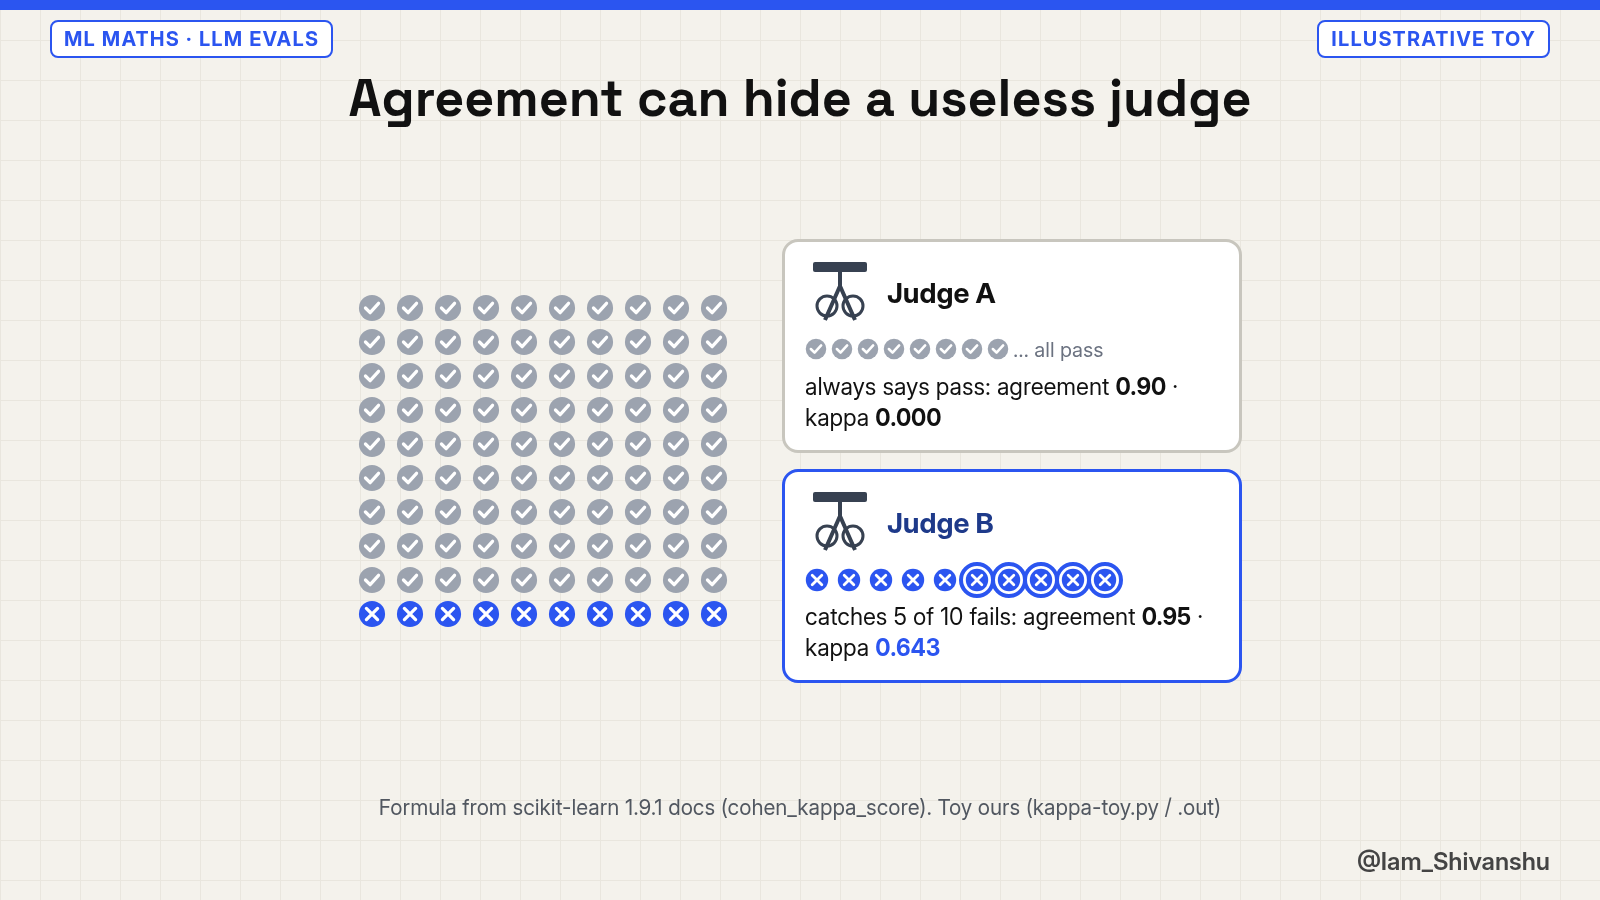 ML MATHS · LLM EVALS
ILLUSTRATIVE TOY
Agreement can hide a useless judge
Judge A
... all pass
always says pass: agreement 0.90 ·
kappa 0.000
Judge B
catches 5 of 10 fails: agreement 0.95 ·
kappa 0.643
Formula from scikit-learn 1.9.1 docs (cohen_kappa_score). Toy ours (kappa-toy.py / .out)
@Iam_Shivanshu